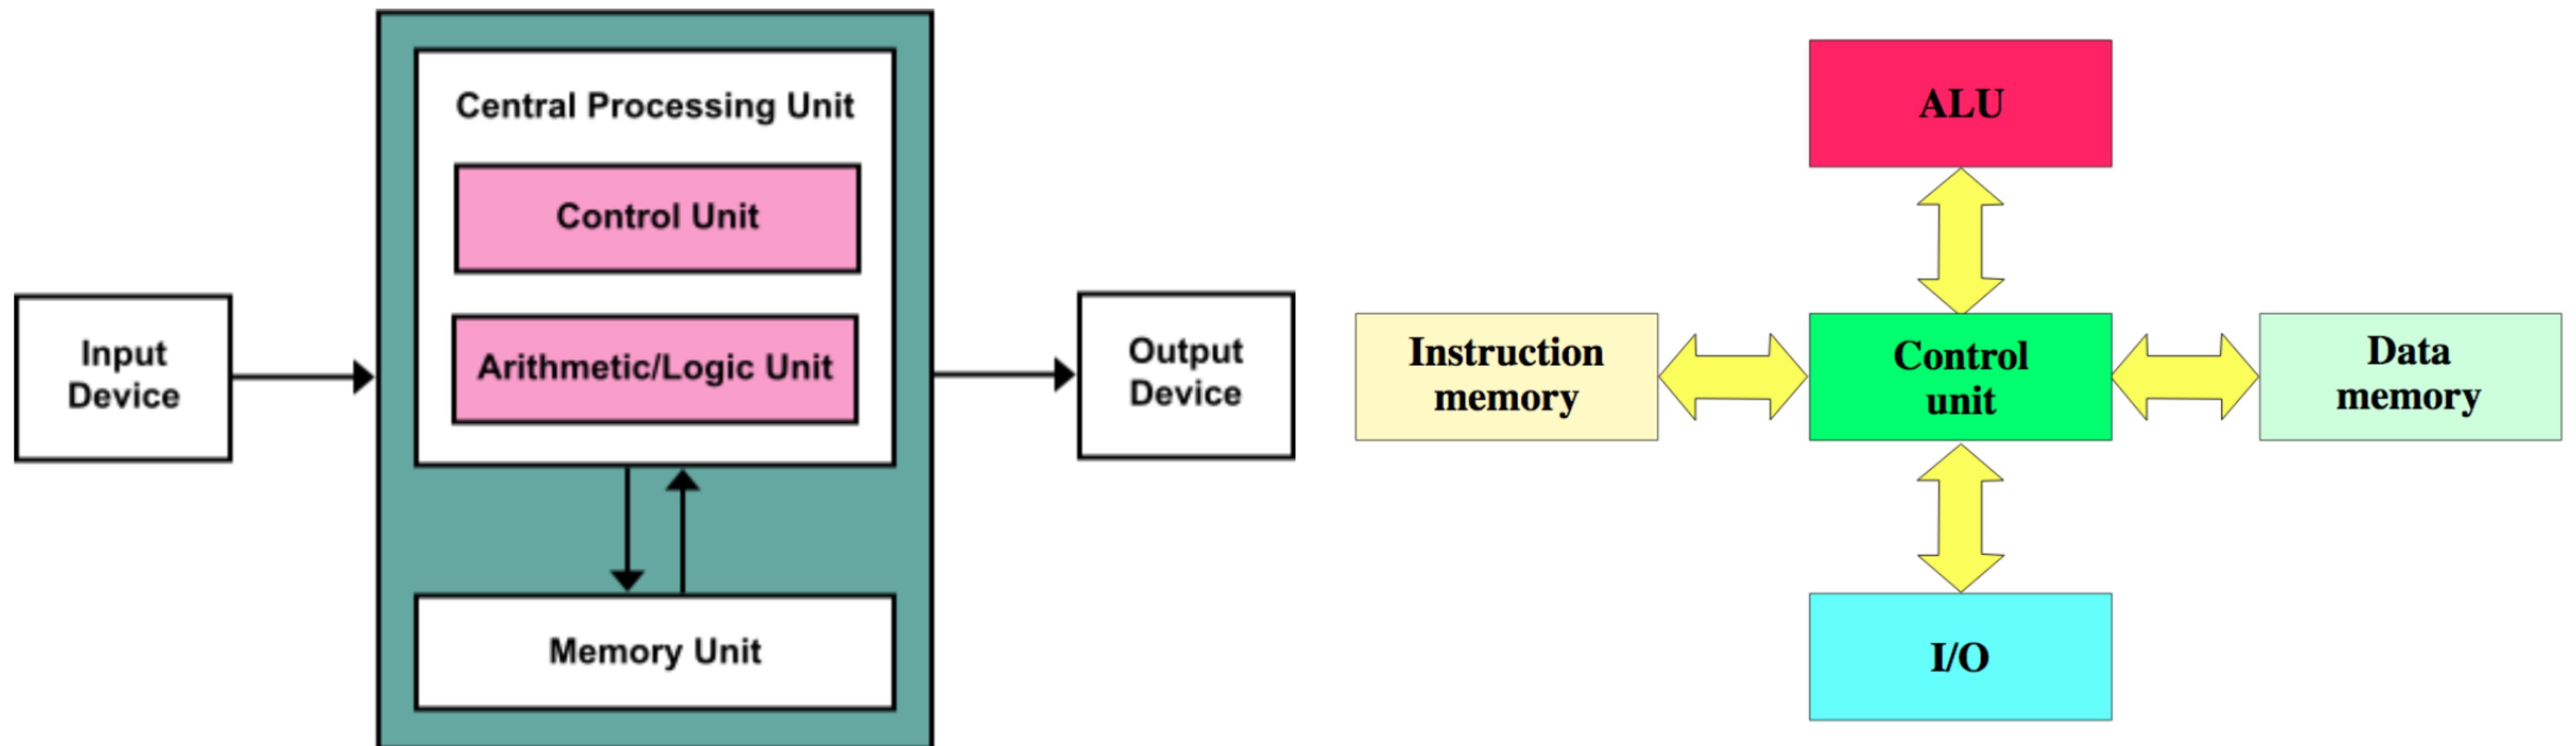 Central Processing Unit
Control Unit
Arithmetic/Logic Unit
Input
Device
Output
Device
Memory Unit
ALU
Instruction
memory
Control
unit
Data
memory
I/O